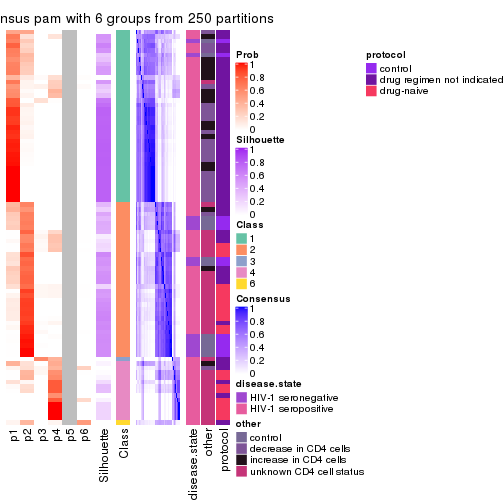 nsus pam with 6 groups from 250 partitions
Prob
1
0.8
0.6
0.4
0.2
0
Silhouette
1
0.8
0.6
0.4
0.2
0
Class
1
2
3
4
6
Consensus
1
0.8
0.6
0.4
0.2
0
disease.state
HIV-1 seronegative
HIV-1 seropositive
other
control
decrease in CD4 cells
increase in CD4 cells
unknown CD4 cell status
protocol
control
drug regimen not indicated
drug-naive
p1
p2
p3
p4
p5
p6
Silhouette
Class
disease.state
other
protocol